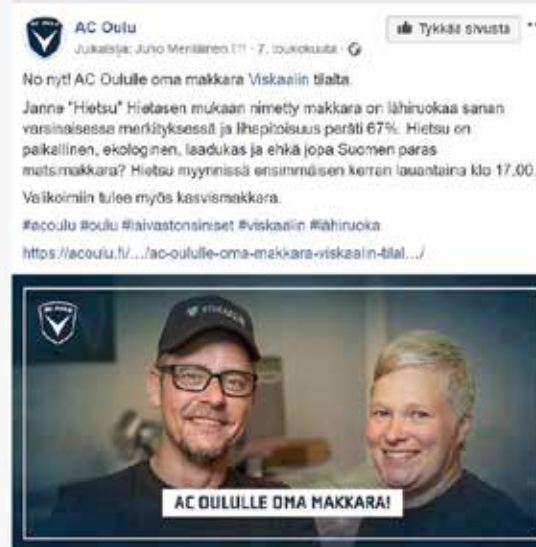 AC Oulu
Tykkää sivusta
Julkaisija: Juho Meriläinen · 7. toukokuuta ·
No nyt! AC Oululle oma makkara Viskaalin tilalta.
Janne "Hietsu" Hietasen mukaan nimetty makkara on lähiruokaa sanan
varsinaisessa merkityksessä ja lihapitoisuus peräti 67%. Hietsu on
paikallinen, ekologinen, laadukas ja ehkä jopa Suomen paras
matsimakkara? Hietsu myynnissä ensimmäisen kerran lauantaina klo 17.00.
Valikoimiin tulee myös kasvismakkara.
#acoulu #oulu #laivastonsiniset #viskaalin #lähiruoka
https://acoulu.fi/.../ac-oululle-oma-makkara-viskaalin-tilal.../
VISKAALIN
AC OULULLE OMA MAKKARA!